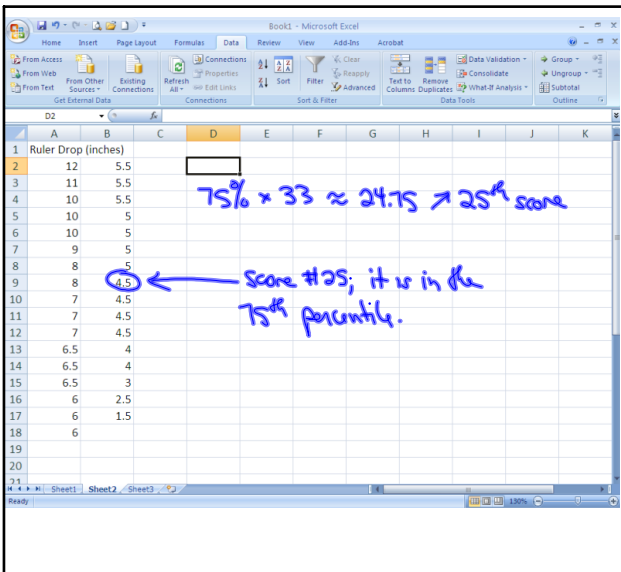 Book1 - Microsoft Excel
Home Insert Page Layout Formulas Data Review View Add-Ins Acrobat
From Access
From Web
From Text
From Other Sources
Existing Connections
Get External Data
Refresh All
Connections
Properties
Edit Links
Connections
Sort
Filter
Clear
Reapply
Advanced
Sort & Filter
Text to Columns
Remove Duplicates
Data Validation
Consolidate
What-If Analysis
Data Tools
Group
Ungroup
Subtotal
Outline
D2 fx
A B C D E F G H I J K
1 Ruler Drop (inches)
2 12 5.5
3 11 5.5
4 10 5.5
75% × 33 ≈ 24.75 ↗ 25th score
5 10 5
6 10 5
7 9 5
8 8 5
9 8 4.5
score #25; it is in the
10 7 4.5
75th percentile.
11 7 4.5
12 7 4.5
13 6.5 4
14 6.5 4
15 6.5 3
16 6 2.5
17 6 1.5
18 6
19
20
21
Sheet1 Sheet2 Sheet3
Ready 130%